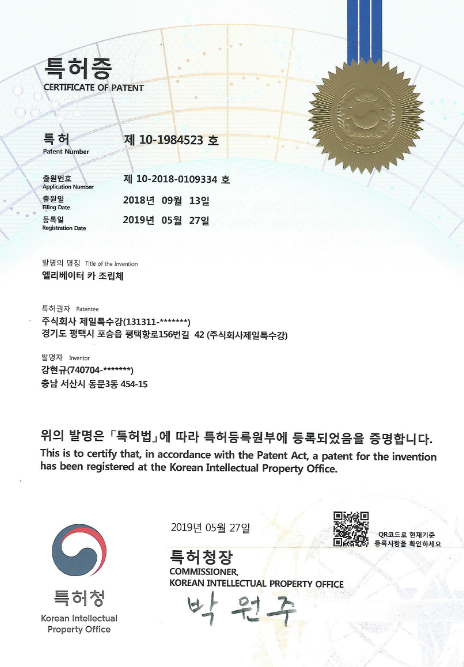 특허증
CERTIFICATE OF PATENT
특허 제 10-1984523 호
Patent Number
출원번호 제 10-2018-0109334 호
Application Number
출원일 2018년 09월 13일
Filing Date
등록일 2019년 05월 27일
Registration Date
발명의 명칭 Title of the Invention
엘리베이터 카 조립체
특허권자 Patentee
주식회사 제일특수강(131311-*******)
경기도 평택시 포승읍 평택항로156번길 42 (주식회사제일특수강)
발명자 Inventor
강현규(740704-*******)
충남 서산시 동문3동 454-15
위의 발명은 「특허법」에 따라 특허등록원부에 등록되었음을 증명합니다.
This is to certify that, in accordance with the Patent Act, a patent for the invention
has been registered at the Korean Intellectual Property Office.
2019년 05월 27일
QR코드로 현재기준
등록사항을 확인하세요
특허청장
COMMISSIONER,
KOREAN INTELLECTUAL PROPERTY OFFICE
박원주
특허청
Korean Intellectual
Property Office